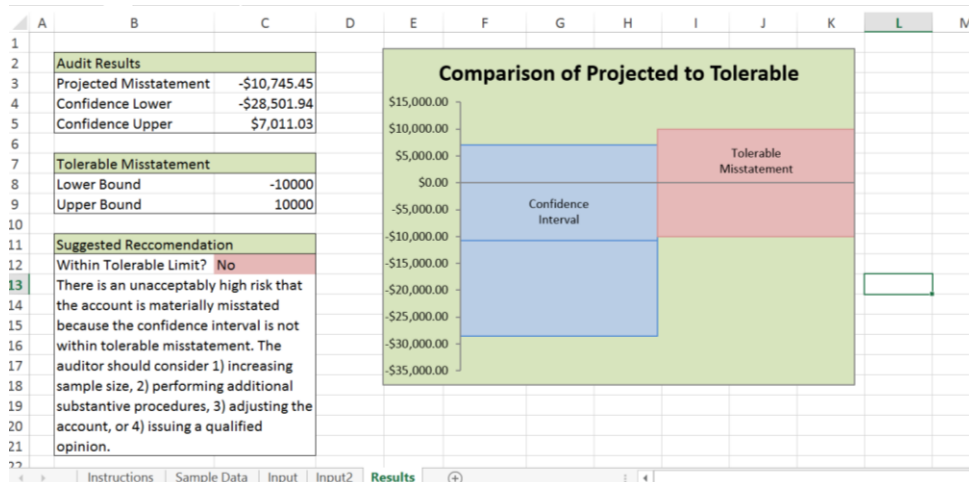 A B C D E F G H I J K L M
1
2 Audit Results
3 Projected Misstatement -$10,745.45
4 Confidence Lower -$28,501.94
5 Confidence Upper $7,011.03
6
7 Tolerable Misstatement
8 Lower Bound -10000
9 Upper Bound 10000
10
11 Suggested Reccomendation
12 Within Tolerable Limit? No
13 There is an unacceptably high risk that
14 the account is materially misstated
15 because the confidence interval is not
16 within tolerable misstatement. The
17 auditor should consider 1) increasing
18 sample size, 2) performing additional
19 substantive procedures, 3) adjusting the
20 account, or 4) issuing a qualified
21 opinion.
22
Comparison of Projected to Tolerable
$15,000.00
$10,000.00
$5,000.00
$0.00
-$5,000.00
-$10,000.00
-$15,000.00
-$20,000.00
-$25,000.00
-$30,000.00
-$35,000.00
Tolerable
Misstatement
Confidence
Interval
Instructions Sample Data Input Input2 Results